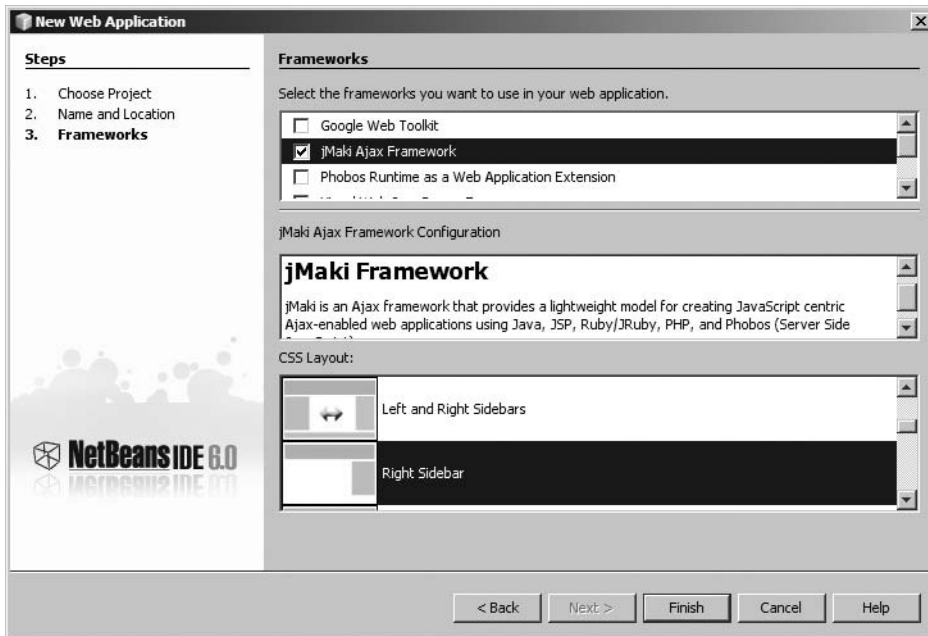 New Web Application
Steps
1. Choose Project
2. Name and Location
3. Frameworks
Frameworks
Select the frameworks you want to use in your web application.
Google Web Toolkit
jMaki Ajax Framework
Phobos Runtime as a Web Application Extension
jMaki Ajax Framework Configuration
jMaki Framework
jMaki is an Ajax framework that provides a lightweight model for creating JavaScript centric
Ajax-enabled web applications using Java, JSP, Ruby/JRuby, PHP, and Phobos (Server Side
CSS Layout:
Left and Right Sidebars
Right Sidebar
NetBeans IDE 6.0
< Back
Next >
Finish
Cancel
Help